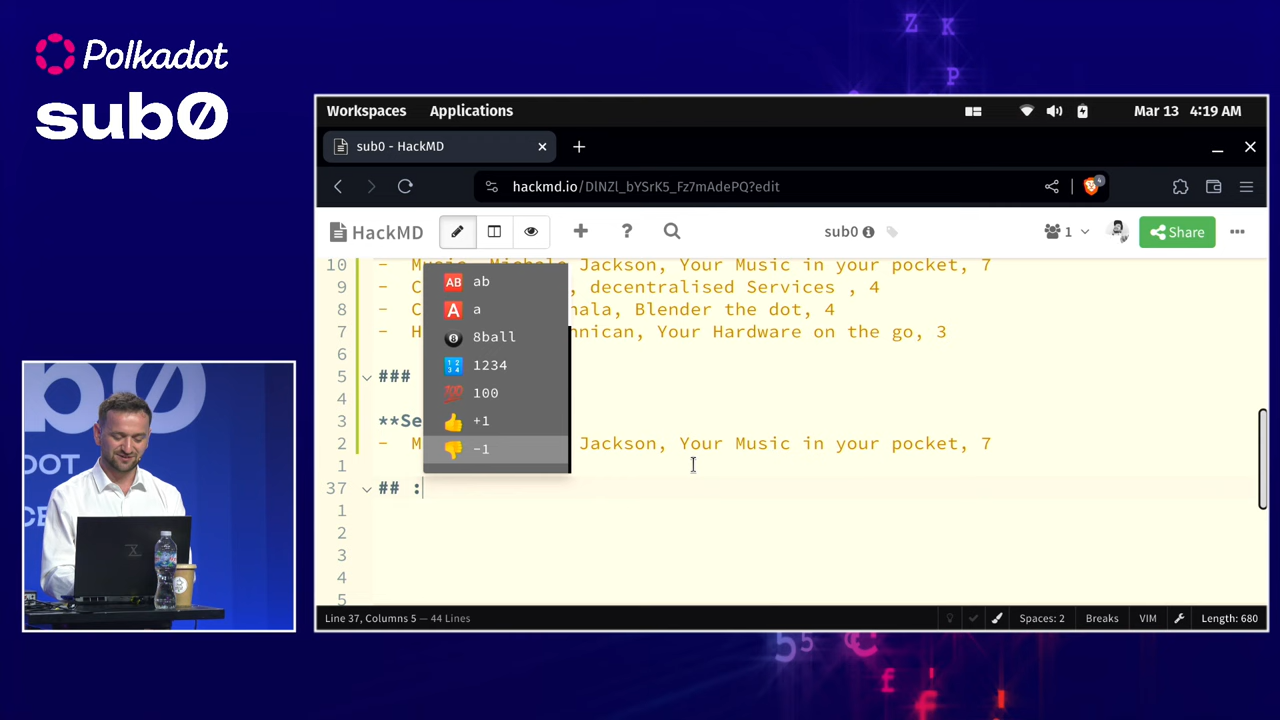 Polkadot
sub0
Workspaces Applications Mar 13 4:19 AM
sub0 - HackMD
hackmd.io/DlNZl_bYSrK5_Fz7mAdePQ?edit
HackMD sub0 1 Share
10 - Jackson, Your Music in your pocket, 7
9 - C , decentralised Services , 4
8 - C Blender the dot, 4
7 - H Your Hardware on the go, 3
6
5 ###
4
3 **Se
2 - M Jackson, Your Music in your pocket, 7
1
37 ## :
1
2
3
4
5
ab
a
8ball
1234
100
+1
-1
Line 37, Columns 5 — 44 Lines Spaces: 2 Breaks VIM Length: 680
Z K
P
55 €
f f i
DOT